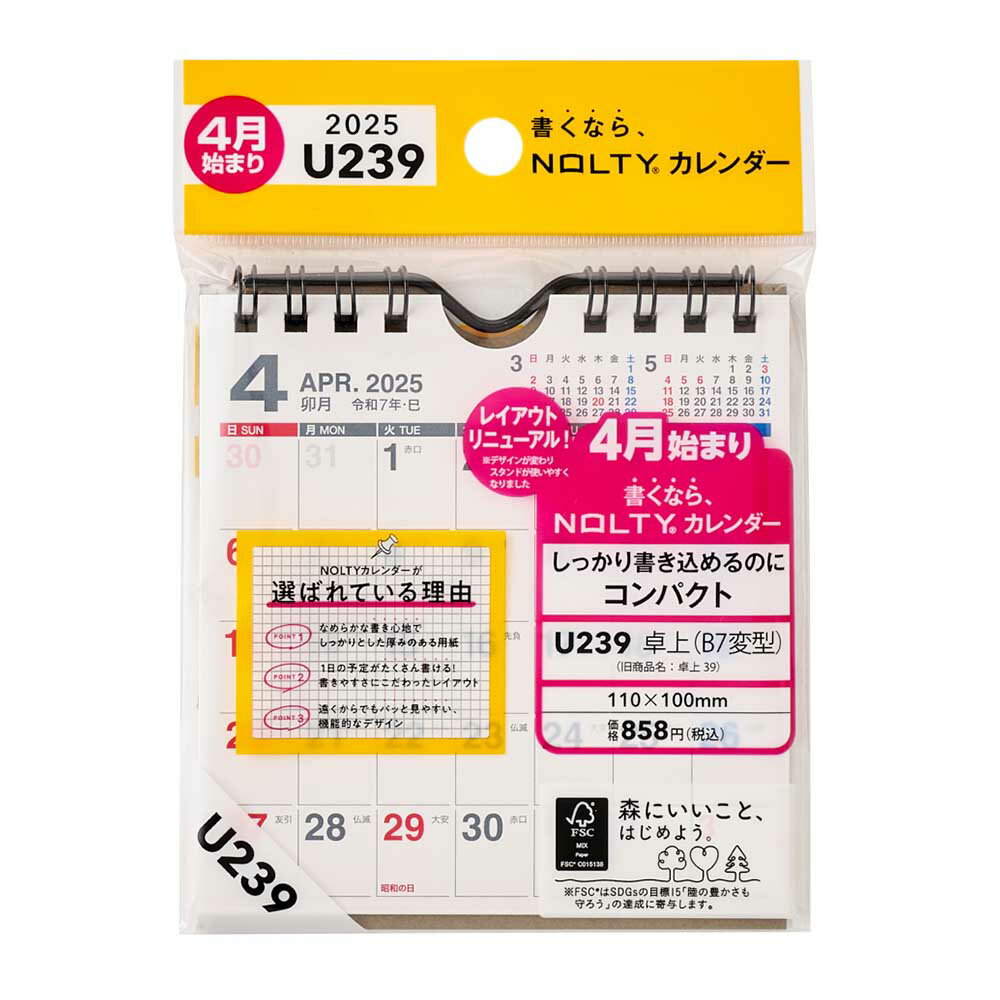 4月
始まり
2025
U239
書くなら、
NOLTY® カレンダー
4
APR. 2025
卯月 令和7年・巳
3
日 月 火 水 木 金 土
1
2 3 4 5 6 7 8
9 10 11 12 13 14 15
17 18 19 20 21 22
5
日 月 火 水 木 金 土
1 2 3
4 5 6 7 8 9 10
11 12 13 14 15 16 17
18 19 20 21 22 23 24
25 26 27 28 29 30 31
日 SUN
月 MON
火 TUE
30
31
1 赤口
レイアウト
リニューアル!
※デザインが変わり
スタンドが使いやすく
なりました
4月始まり
書くなら、
NOLTY® カレンダー
しっかり書き込めるのに
コンパクト
U239 卓上(B7変型)
(旧商品名:卓上39)
110×100mm
価格858円(税込)
NOLTYカレンダーが
選ばれている理由
POINT 1
なめらかな書き心地で
しっかりとした厚みのある用紙
POINT 2
1日の予定がたくさん書ける!
書きやすさにこだわったレイアウト
POINT 3
遠くからでもパッと見やすい、
機能的なデザイン
16 先負
21
22
23 仏滅
24
25
26
友引
28 仏滅
29 大安
30 赤口
昭和の日
U239
FSC
MIX
Paper
FSC® C015138
森にいいこと、
はじめよう。
※FSC®はSDGsの目標15「陸の豊かさも
守ろう」の達成に寄与します。